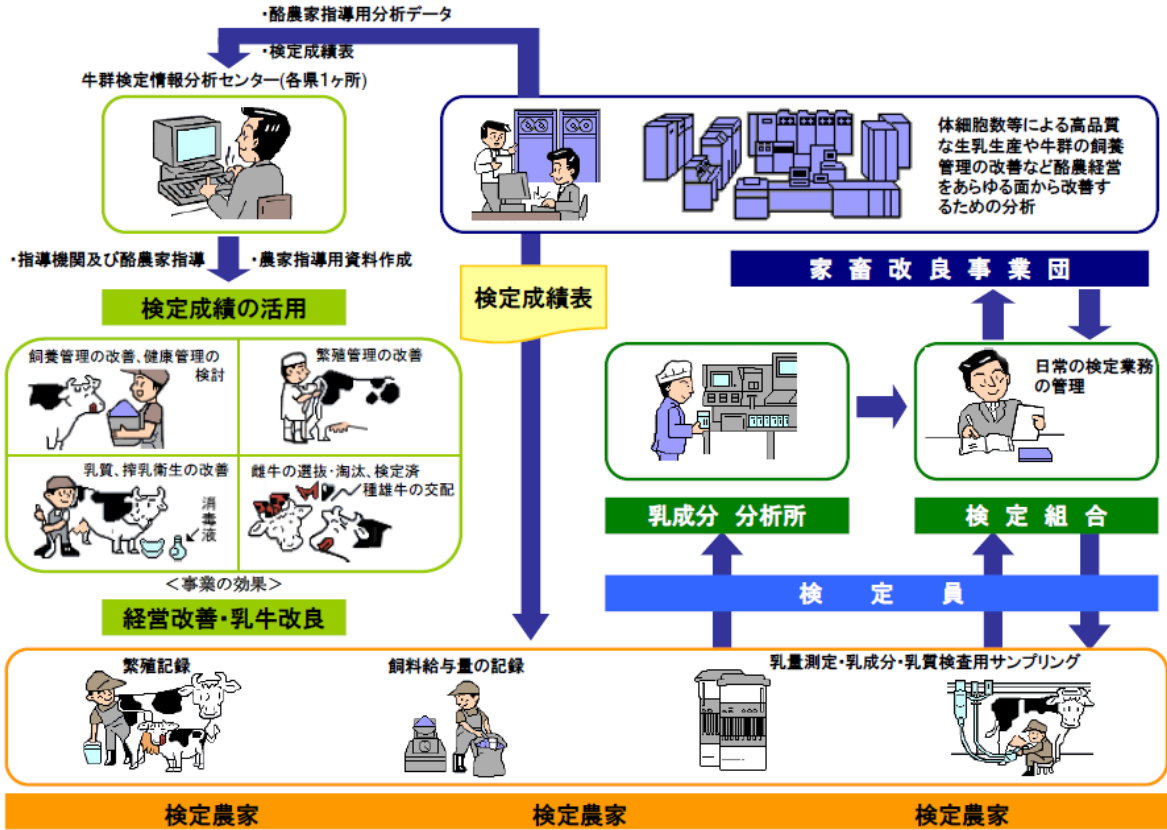 ・酪農家指導用分析データ
・検定成績表
牛群検定情報分析センター(各県1ヶ所)
体細胞数等による高品質
な生乳生産や牛群の飼養
管理の改善など酪農経営
をあらゆる面から改善す
るための分析
・指導機関及び酪農家指導
・農家指導用資料作成
家畜改良事業団
検定成績表
検定成績の活用
飼養管理の改善、健康管理の
検討
繁殖管理の改善
日常の検定業務
の管理
乳質、搾乳衛生の改善
消毒液
雌牛の選抜・淘汰、検定済
種雄牛の交配
乳成分 分析所
検定組合
＜事業の効果＞
検定員
経営改善・乳牛改良
繁殖記録
飼料給与量の記録
乳量測定・乳成分・乳質検査用サンプリング
検定農家
検定農家
検定農家